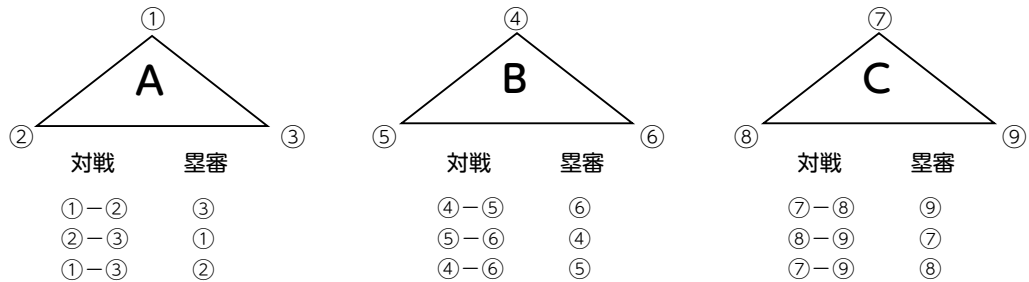 ① ④ ⑦
A B C
② ③ ⑤ ⑥ ⑧ ⑨
対戦 塁審 対戦 塁審 対戦 塁審
①－② ③ ④－⑤ ⑥ ⑦－⑧ ⑨
②－③ ① ⑤－⑥ ④ ⑧－⑨ ⑦
①－③ ② ④－⑥ ⑤ ⑦－⑨ ⑧